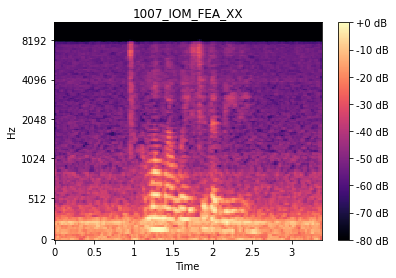 1007_IOM_FEA_XX
+0 dB
8192
-10 dB
4096
-20 dB
-30 dB
2048
-40 dB
Hz
1024
-50 dB
512
-60 dB
-70 dB
0
-80 dB
0 0.5 1 1.5 2 2.5 3
Time